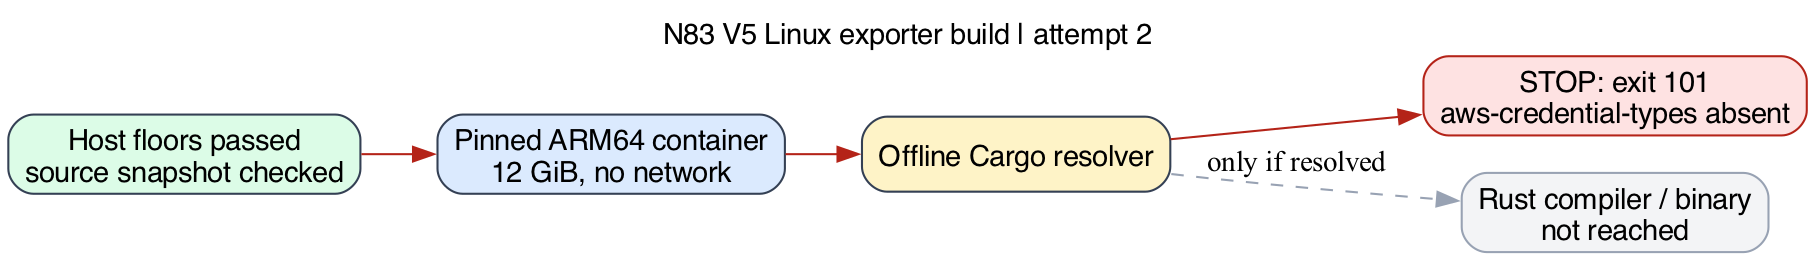 N83 V5 Linux exporter build | attempt 2
Host floors passed
source snapshot checked
Pinned ARM64 container
12 GiB, no network
Offline Cargo resolver
STOP: exit 101
aws-credential-types absent
only if resolved
Rust compiler / binary
not reached